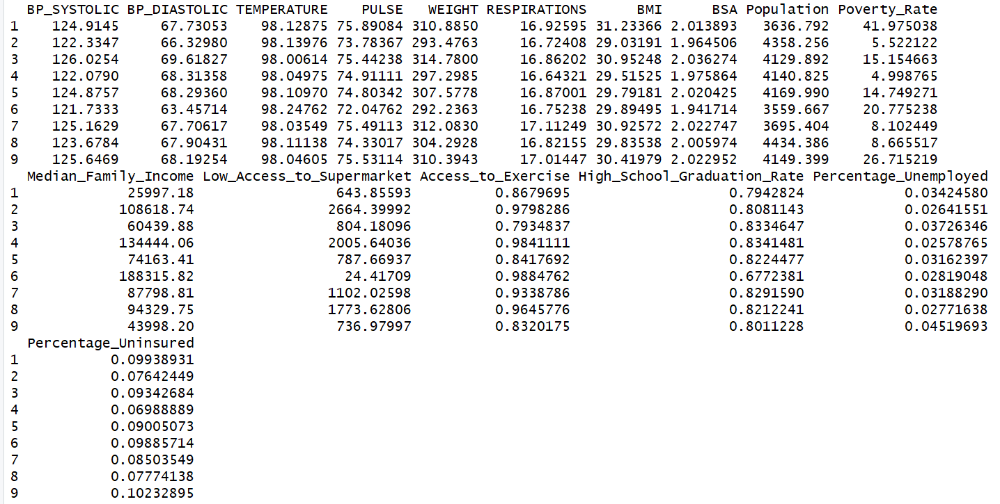 BP_SYSTOLIC BP_DIASTOLIC TEMPERATURE PULSE WEIGHT RESPIRATIONS BMI BSA Population Poverty_Rate
1 124.9145 67.73053 98.12875 75.89084 310.8850 16.92595 31.23366 2.013893 3636.792 41.975038
2 122.3347 66.32980 98.13976 73.78367 293.4763 16.72408 29.03191 1.964506 4358.256 5.522122
3 126.0254 69.61827 98.00614 75.44238 314.7800 16.86202 30.95248 2.036274 4129.892 15.154663
4 122.0790 68.31358 98.04975 74.91111 297.2985 16.64321 29.51525 1.975864 4140.825 4.998765
5 124.8757 68.29360 98.10970 74.80342 307.5778 16.87001 29.79181 2.020425 4169.990 14.749271
6 121.7333 63.45714 98.24762 72.04762 292.2363 16.75238 29.89495 1.941714 3559.667 20.775238
7 125.1629 67.70617 98.03549 75.49113 312.0830 17.11249 30.92572 2.022747 3695.404 8.102449
8 123.6784 67.90431 98.11138 74.33017 304.2928 16.82155 29.83538 2.005974 4434.386 8.665517
9 125.6469 68.19254 98.04605 75.53114 310.3943 17.01447 30.41979 2.022952 4149.399 26.715219
Median_Family_Income Low_Access_to_Supermarket Access_to_Exercise High_School_Graduation_Rate Percentage_Unemployed
1 25997.18 643.85593 0.8679695 0.7942824 0.03424580
2 108618.74 2664.39992 0.9798286 0.8081143 0.02641551
3 60439.88 804.18096 0.7934837 0.8334647 0.03726346
4 134444.06 2005.64036 0.9841111 0.8341481 0.02578765
5 74163.41 787.66937 0.8417692 0.8224477 0.03162397
6 188315.82 24.41709 0.9884762 0.6772381 0.02819048
7 87798.81 1102.02598 0.9338786 0.8291590 0.03188290
8 94329.75 1773.62806 0.9645776 0.8212241 0.02771638
9 43998.20 736.97997 0.8320175 0.8011228 0.04519693
Percentage_Uninsured
1 0.09938931
2 0.07642449
3 0.09342684
4 0.06988889
5 0.09005073
6 0.09885714
7 0.08503549
8 0.07774138
9 0.10232895